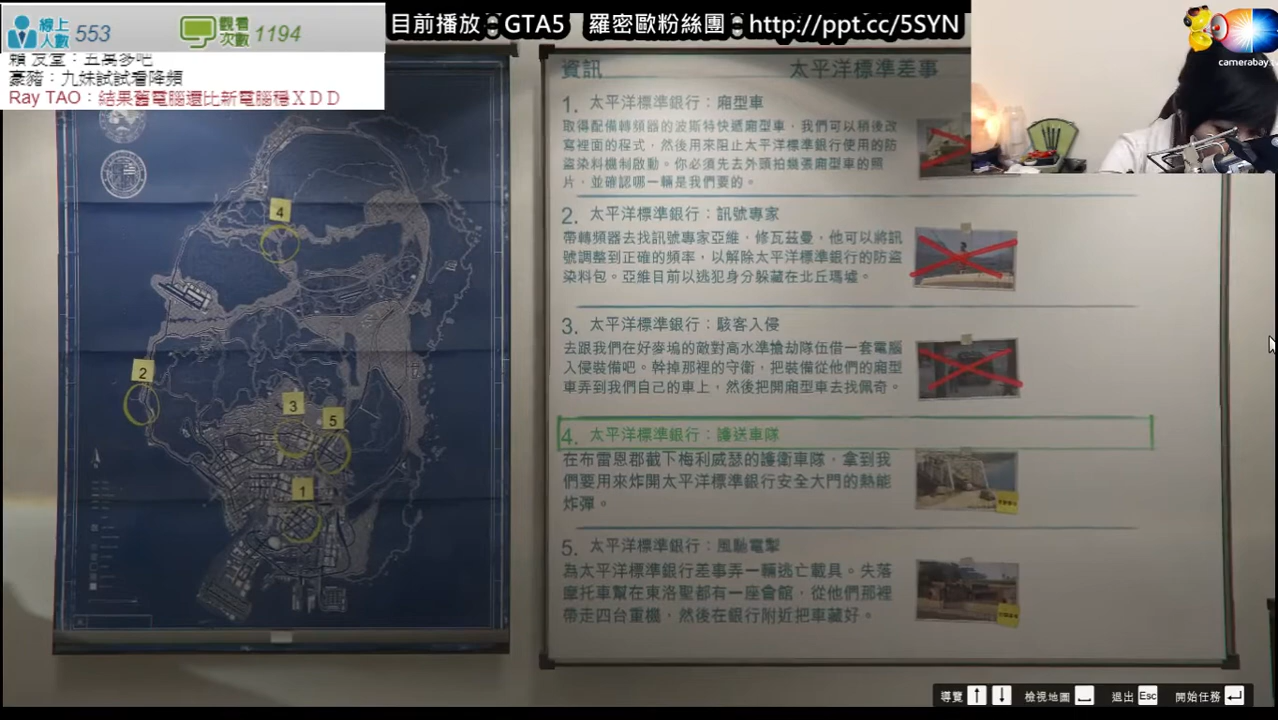 線上人數 553 觀看次數 1194
目前播放 GTA5 羅密歐粉絲團 http://ppt.cc/5SYN
賴 友堂：五萬多吧
豪豬：九妹試試看降頻
Ray TAO：結果舊電腦還比新電腦穩ＸＤＤ
camerabay.t
資訊 太平洋標準差事
1. 太平洋標準銀行：廂型車
取得配備轉頻器的波斯特快遞廂型車，我們可以稍後改
寫裡面的程式，然後用來阻止太平洋標準銀行使用的防
盜染料機制啟動。你必須先去外頭拍幾張廂型車的照
片，並確認哪一輛是我們要的。
2. 太平洋標準銀行：訊號專家
帶轉頻器去找訊號專家亞維．修瓦茲曼，他可以將訊
號調整到正確的頻率，以解除太平洋標準銀行的防盜
染料包。亞維目前以逃犯身分躲藏在北丘瑪墟。
3. 太平洋標準銀行：駭客入侵
去跟我們在好麥塢的敵對高水準搶劫隊伍借一套電腦
入侵裝備吧。幹掉那裡的守衛，把裝備從他們的廂型
車弄到我們自己的車上，然後把開廂型車去找佩奇。
4. 太平洋標準銀行：護送車隊
在布雷恩郡截下梅利威瑟的護衛車隊，拿到我
們要用來炸開太平洋標準銀行安全大門的熱能
炸彈。
5. 太平洋標準銀行：風馳電掣
為太平洋標準銀行差事弄一輛逃亡載具。失落
摩托車幫在東洛聖都有一座會館，從他們那裡
帶走四台重機，然後在銀行附近把車藏好。
4
2
3
5
1
導覽 ↑ ↓ 檢視地圖 退出 Esc 開始任務